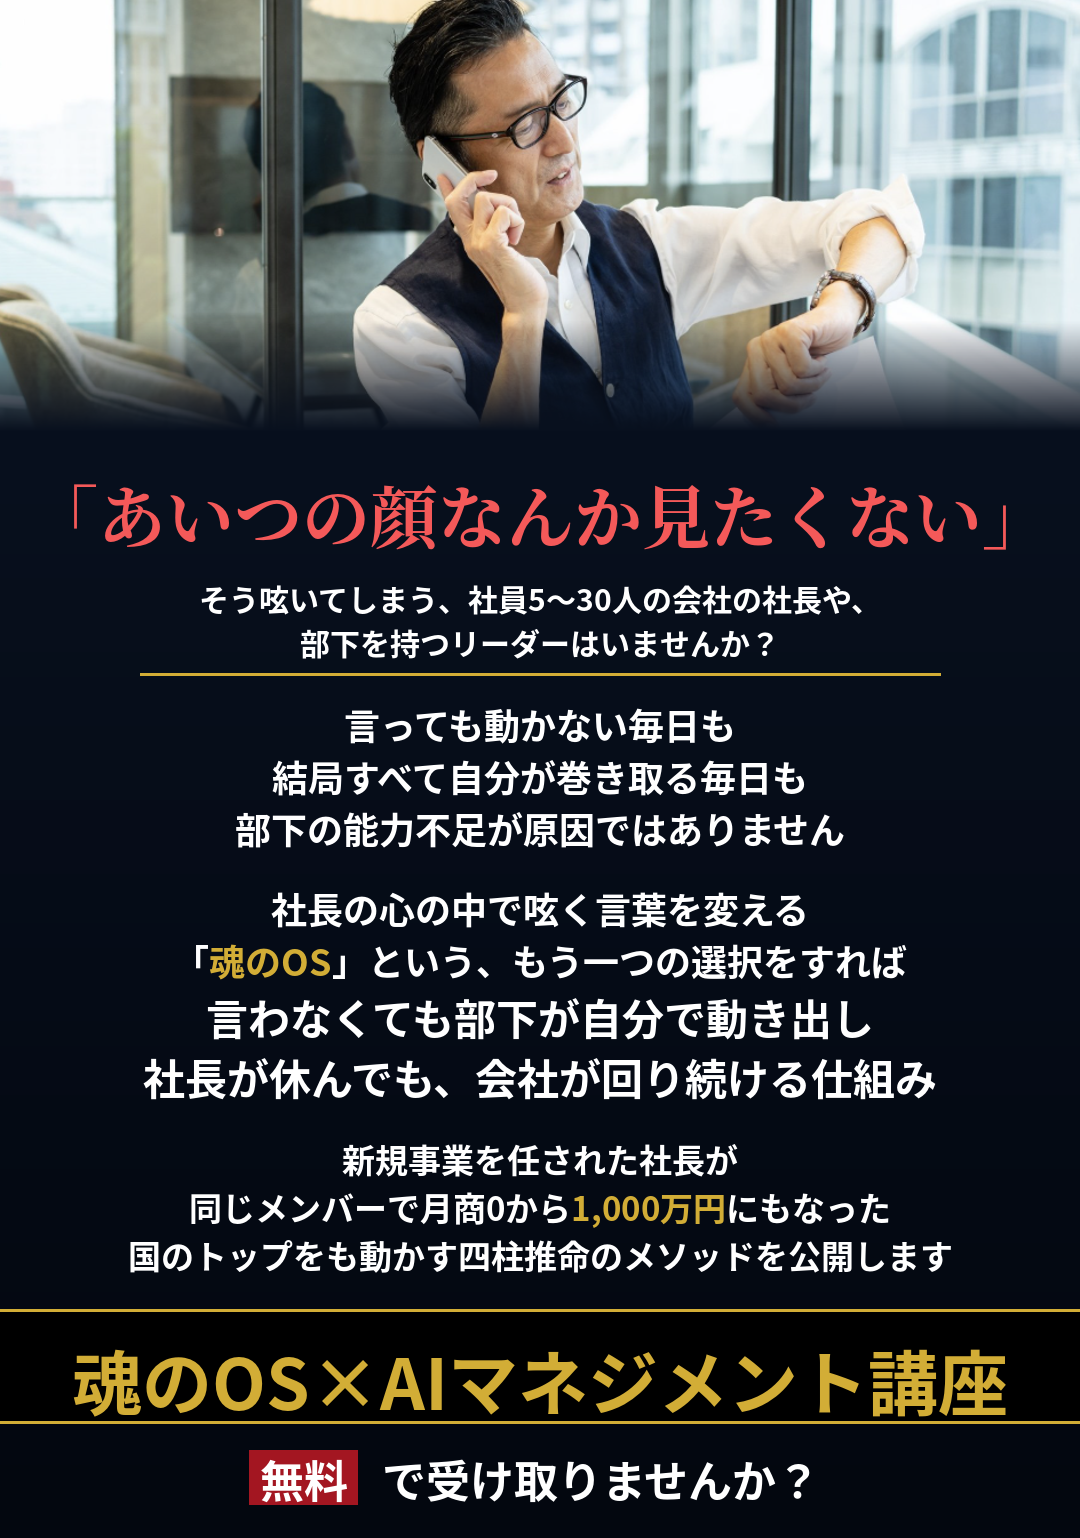 「あいつの顔なんか見たくない」
そう呟いてしまう、社員5〜30人の会社の社長や、
部下を持つリーダーはいませんか？
言っても動かない毎日も
結局すべて自分が巻き取る毎日も
部下の能力不足が原因ではありません
社長の心の中で呟く言葉を変える
「魂のOS」という、もう一つの選択をすれば
言わなくても部下が自分で動き出し
社長が休んでも、会社が回り続ける仕組み
新規事業を任された社長が
同じメンバーで月商0から1,000万円にもなった
国のトップをも動かす四柱推命のメソッドを公開します
魂のOS×AIマネジメント講座
無料 で受け取りませんか？